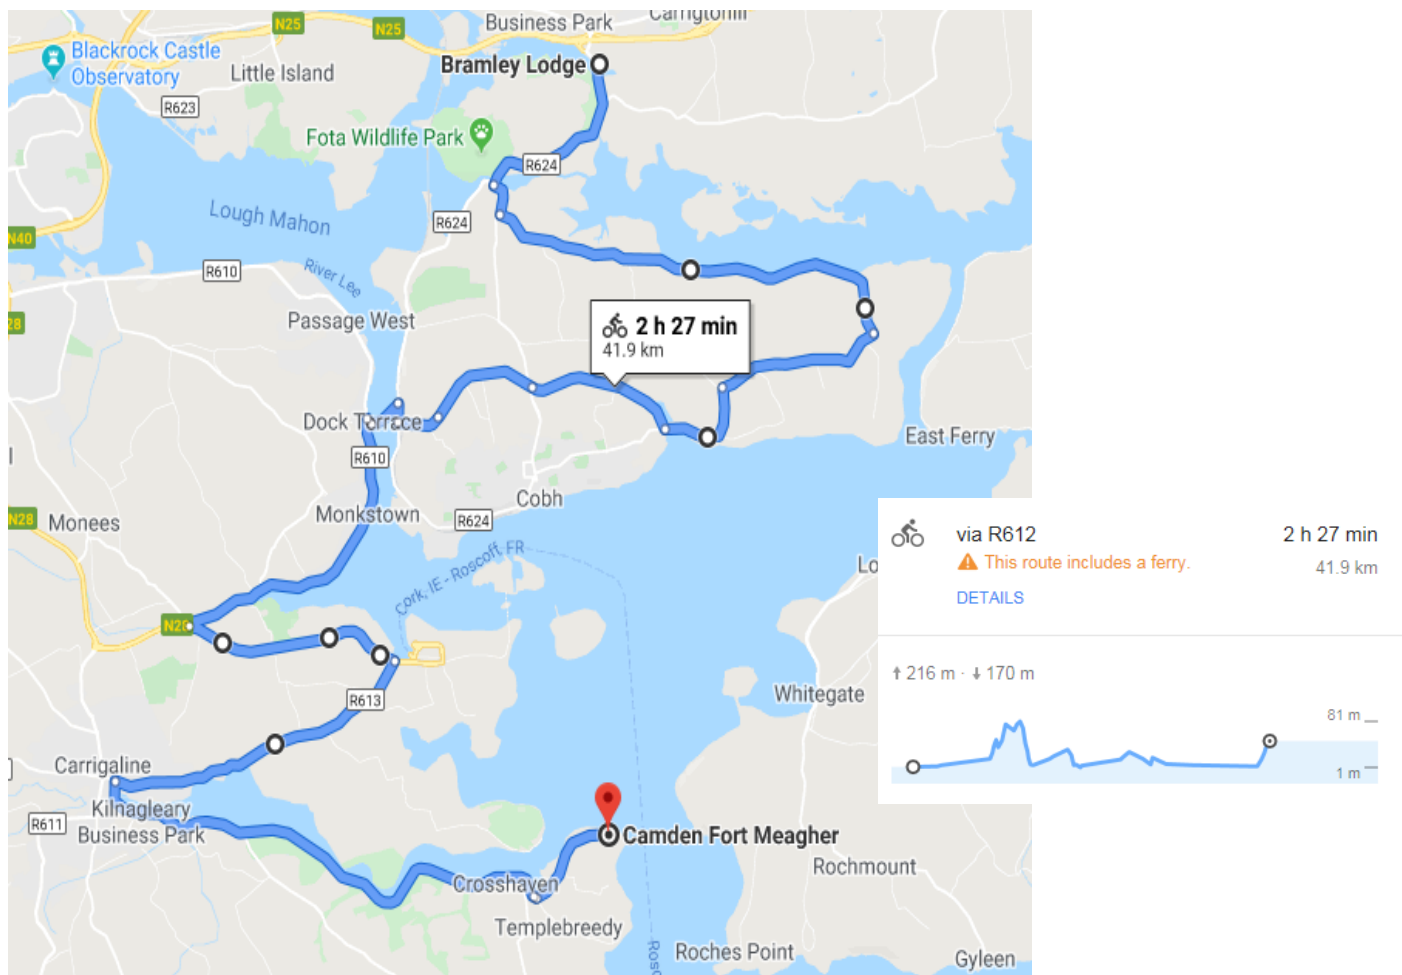 N25
N25
Business Park
Carrigtohill
Blackrock Castle
Observatory
Little Island
Bramley Lodge
R623
Fota Wildlife Park
R624
Lough Mahon
R624
N40
R610
River Lee
28
Passage West
2 h 27 min
41.9 km
Dock Terrace
East Ferry
R610
Cobh
Monkstown
R624
N28
Monees
Cork, IE - Roscoff, FR
Lo
via R612
2 h 27 min
This route includes a ferry.
41.9 km
DETAILS
N28
R613
Whitegate
216 m · 170 m
81 m
1 m
Carrigaline
Kilnagleary
Business Park
R611
Camden Fort Meagher
Rochmount
Crosshaven
Templebreedy
Roches Point
Gyleen
Rosc